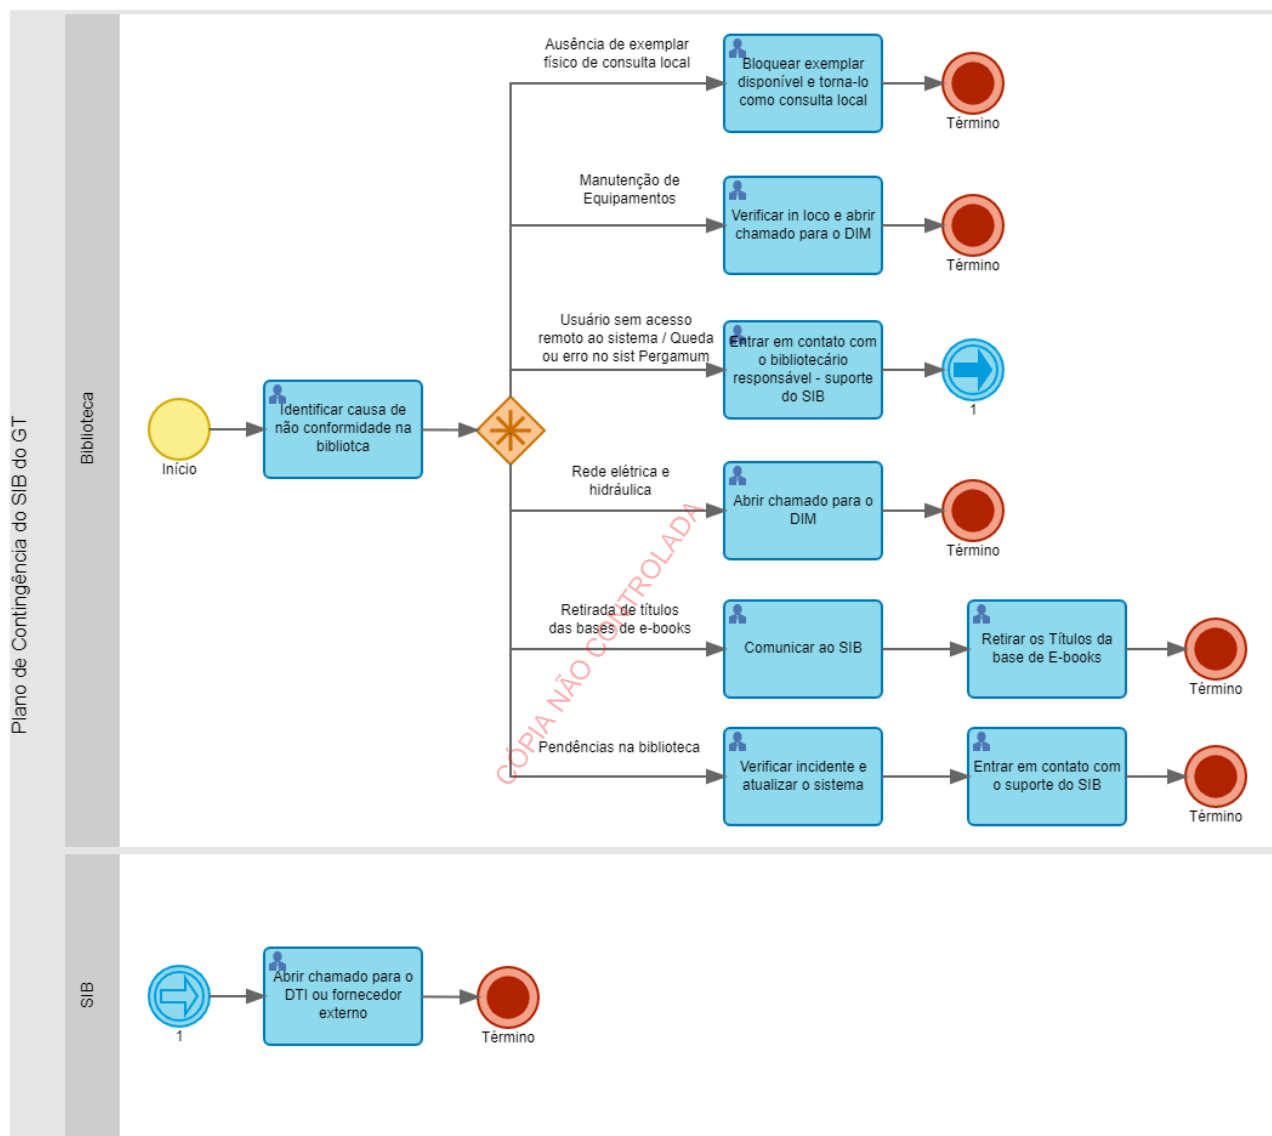 Plano de Contingência do SIB do GT
Biblioteca
Início
Identificar causa de
não conformidade na
bibliotca
Ausência de exemplar
físico de consulta local
Bloquear exemplar
disponível e torna-lo
como consulta local
Término
Manutenção de
Equipamentos
Verificar in loco e abrir
chamado para o DIM
Término
Usuário sem acesso
remoto ao sistema / Queda
ou erro no sist Pergamum
Entrar em contato com
o bibliotecário
responsável - suporte
do SIB
1
Rede elétrica e
hidráulica
Abrir chamado para o
DIM
Término
Retirada de títulos
das bases de e-books
Comunicar ao SIB
Retirar os Títulos da
base de E-books
Término
Pendências na biblioteca
Verificar incidente e
atualizar o sistema
Entrar em contato com
o suporte do SIB
Término
CÓPIA NÃO CONTROLADA
SIB
1
Abrir chamado para o
DTI ou fornecedor
externo
Término